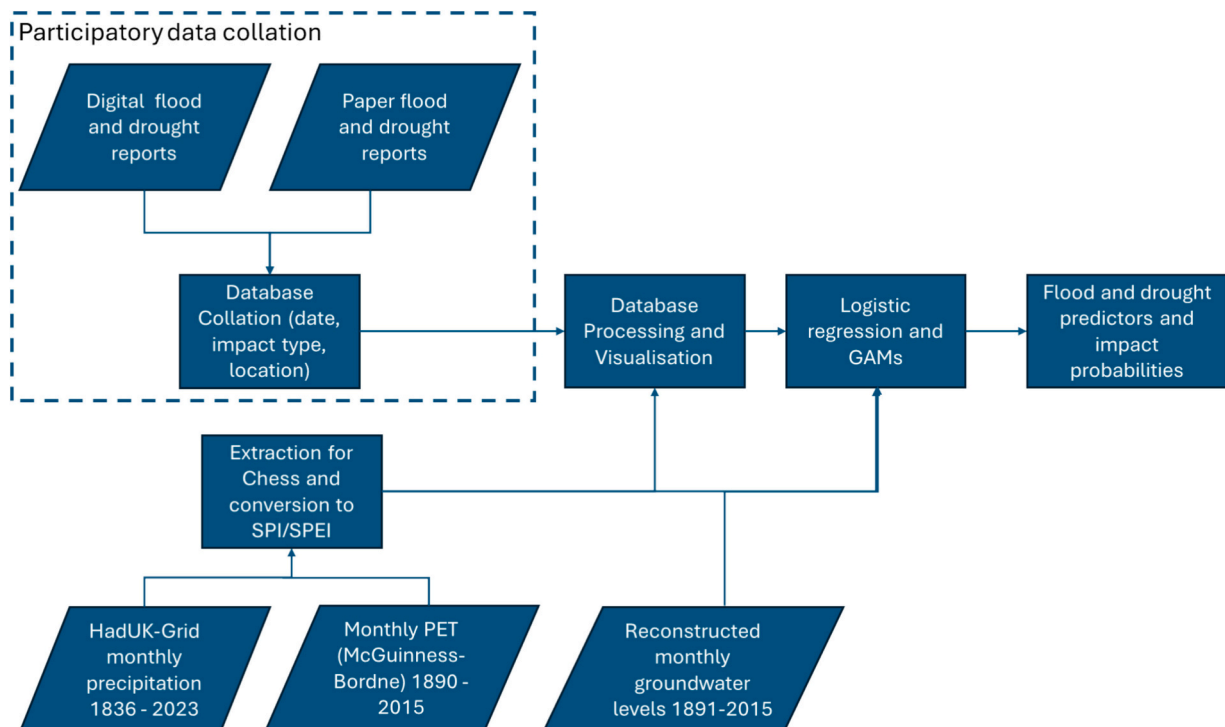 Participatory data collation
Digital flood
and drought
reports
Paper flood
and drought
reports
Database
Collation (date,
impact type,
location)
Database
Processing and
Visualisation
Logistic
regression and
GAMs
Flood and drought
predictors and
impact
probabilities
Extraction for
Chess and
conversion to
SPI/SPEI
HadUK-Grid
monthly
precipitation
1836 - 2023
Monthly PET
(McGuinness-
Bordne) 1890 -
2015
Reconstructed
monthly
groundwater
levels 1891-2015